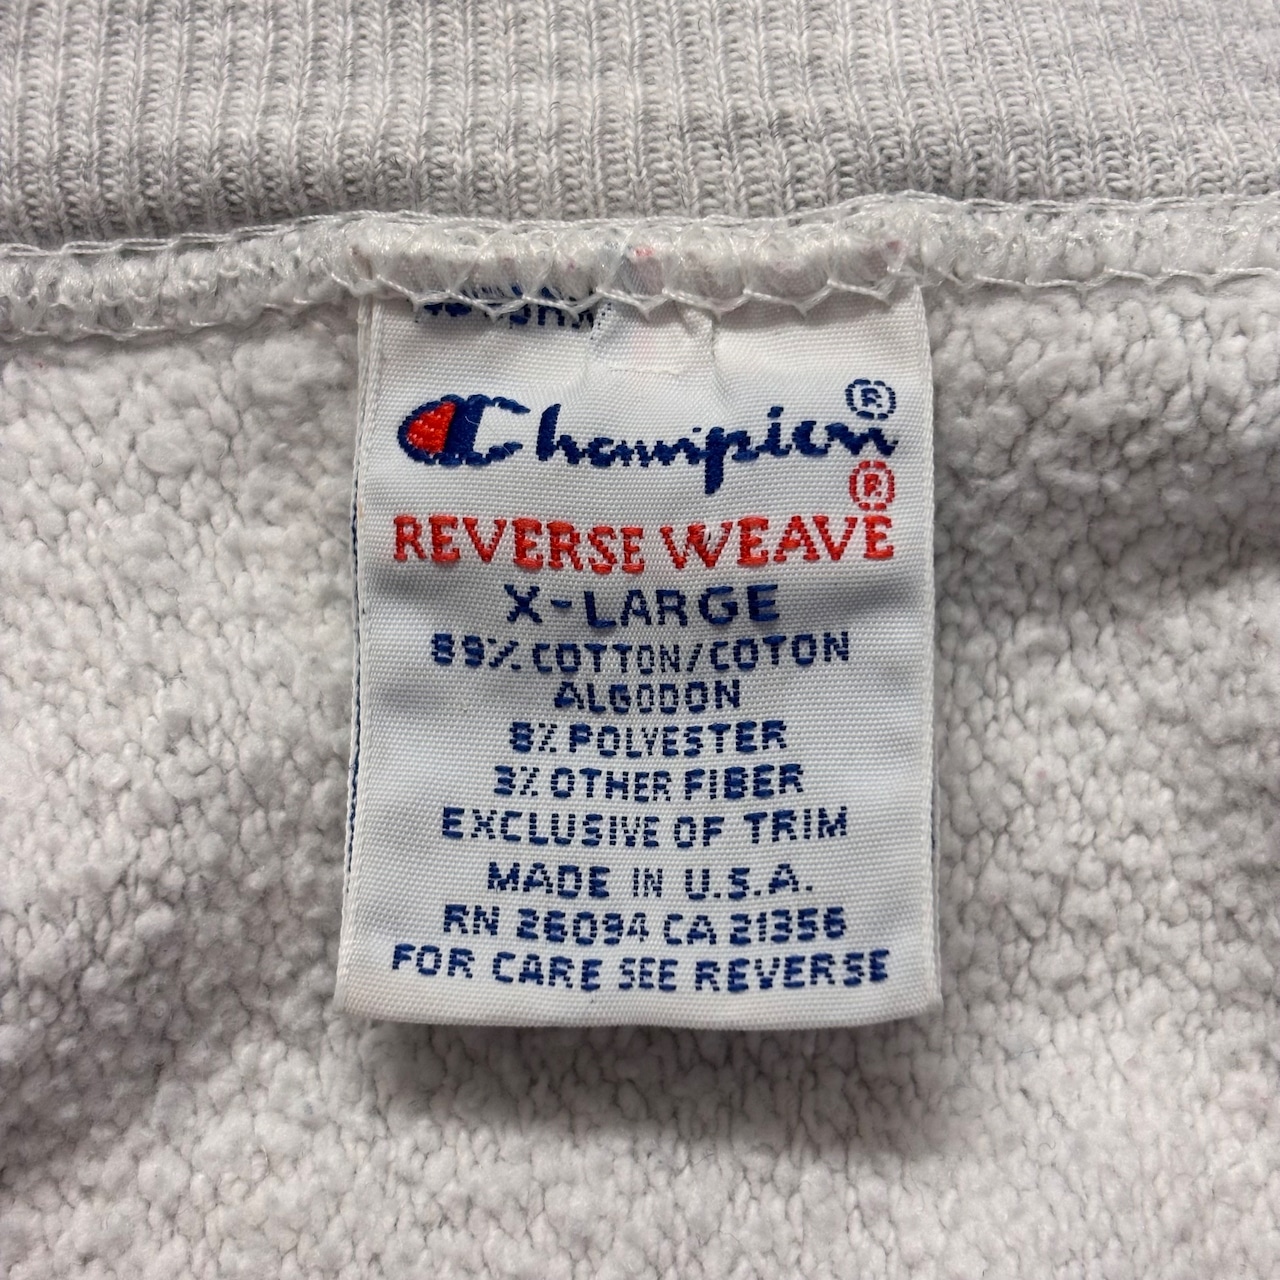 Champion®
REVERSE WEAVE®
X-LARGE
89% COTTON/COTON
ALGODON
8% POLYESTER
3% OTHER FIBER
EXCLUSIVE OF TRIM
MADE IN U.S.A.
RN 26094 CA 21356
FOR CARE SEE REVERSE